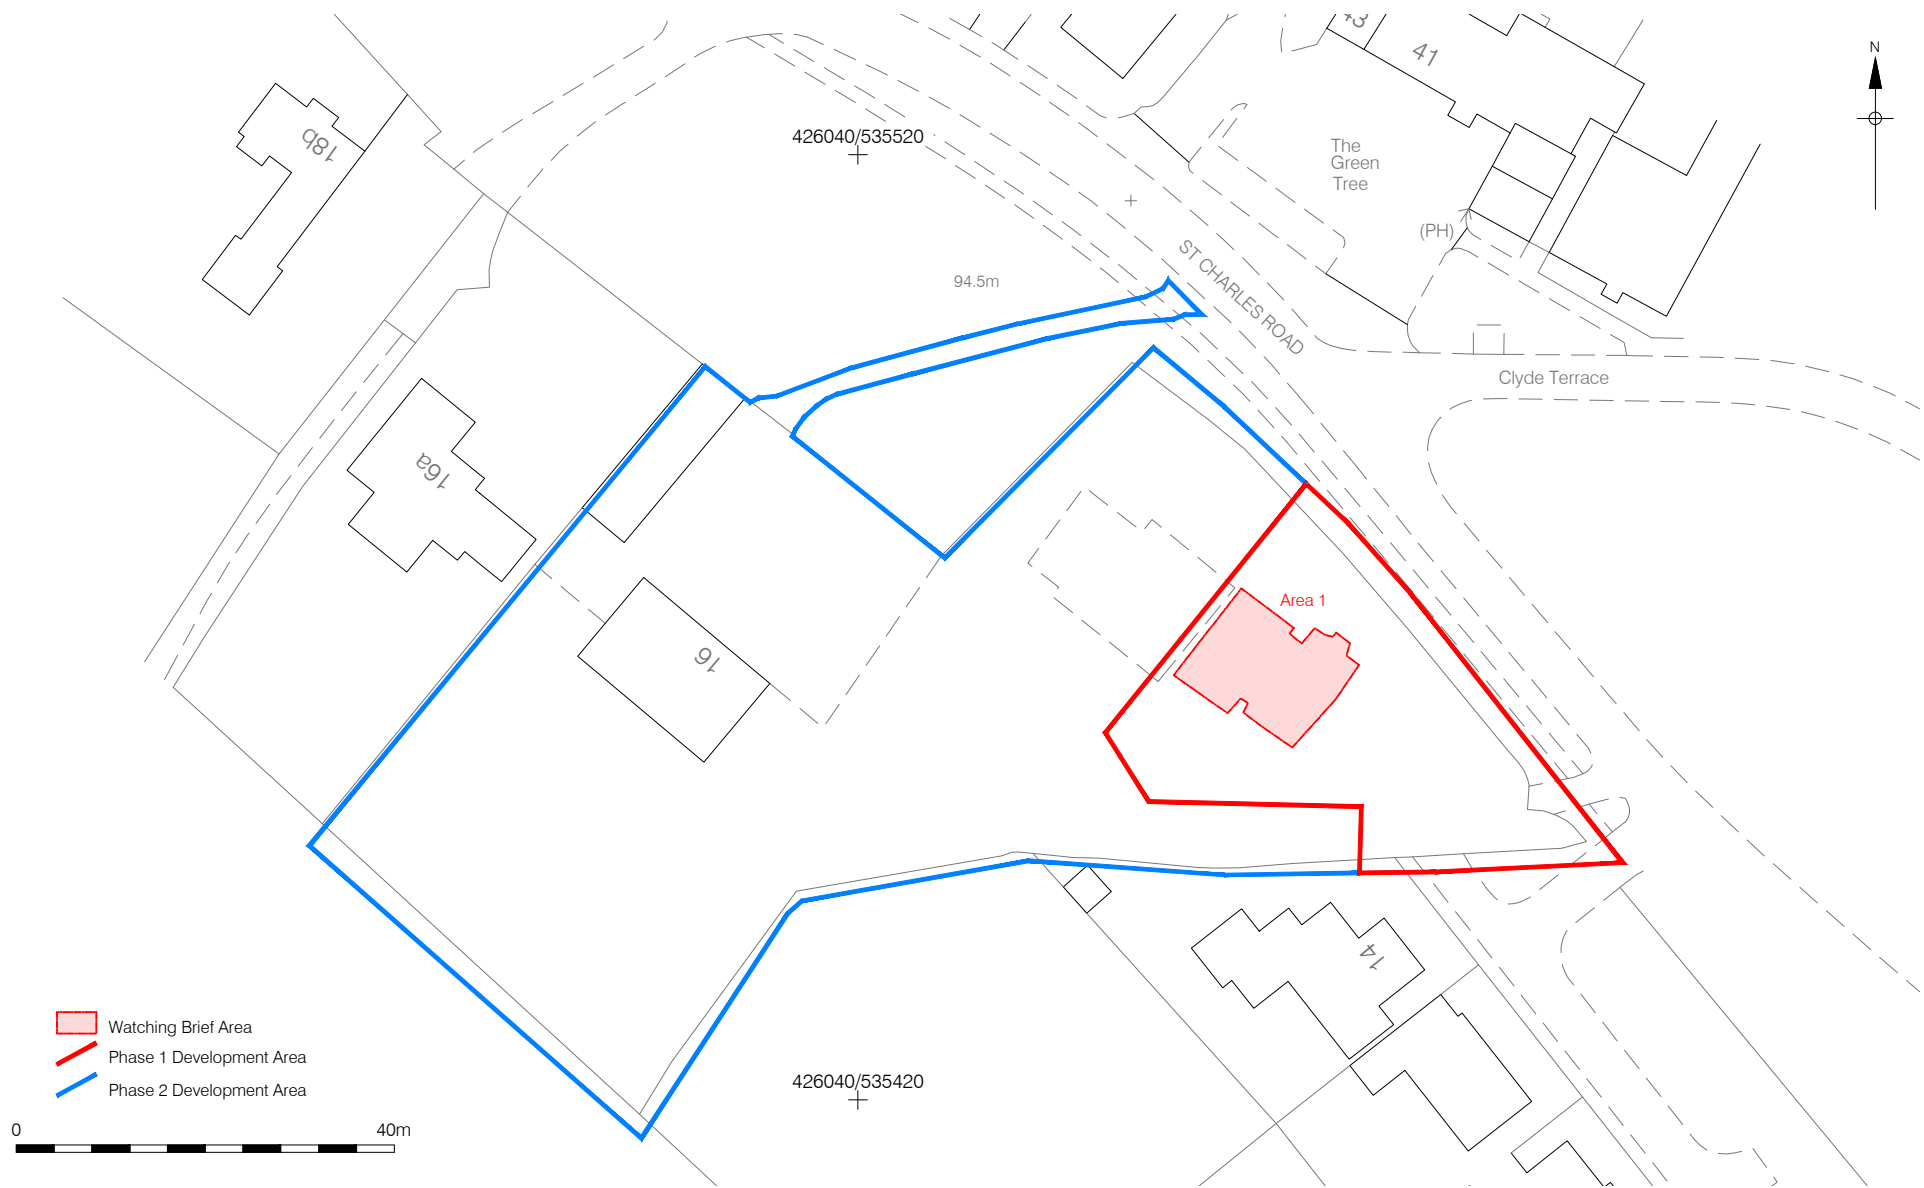 43
41
N
18b
426040/535520
The
Green
Tree
(PH)
ST CHARLES ROAD
94.5m
Clyde Terrace
16a
Area 1
16
14
Watching Brief Area
Phase 1 Development Area
Phase 2 Development Area
426040/535420
0 40m